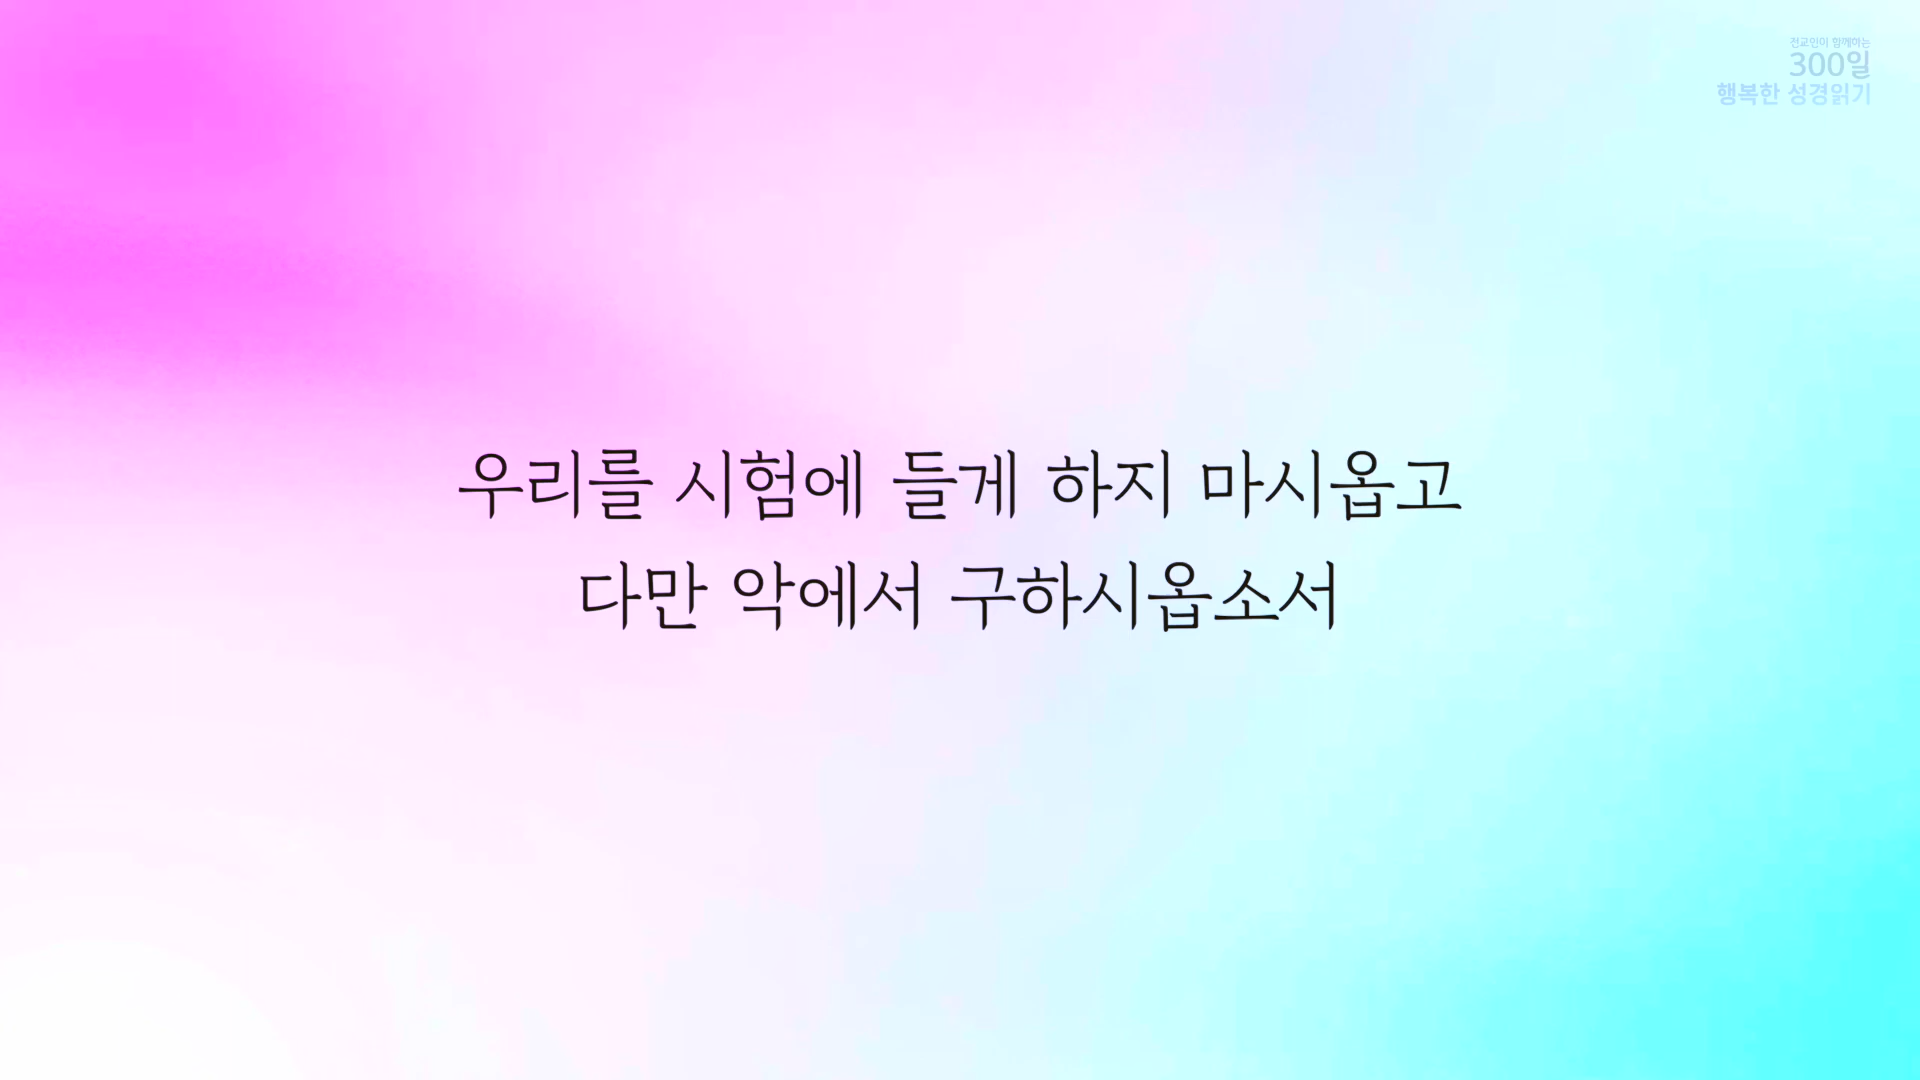 전교인이 함께하는
300일
행복한 성경읽기
우리를 시험에 들게 하지 마시옵고
다만 악에서 구하시옵소서